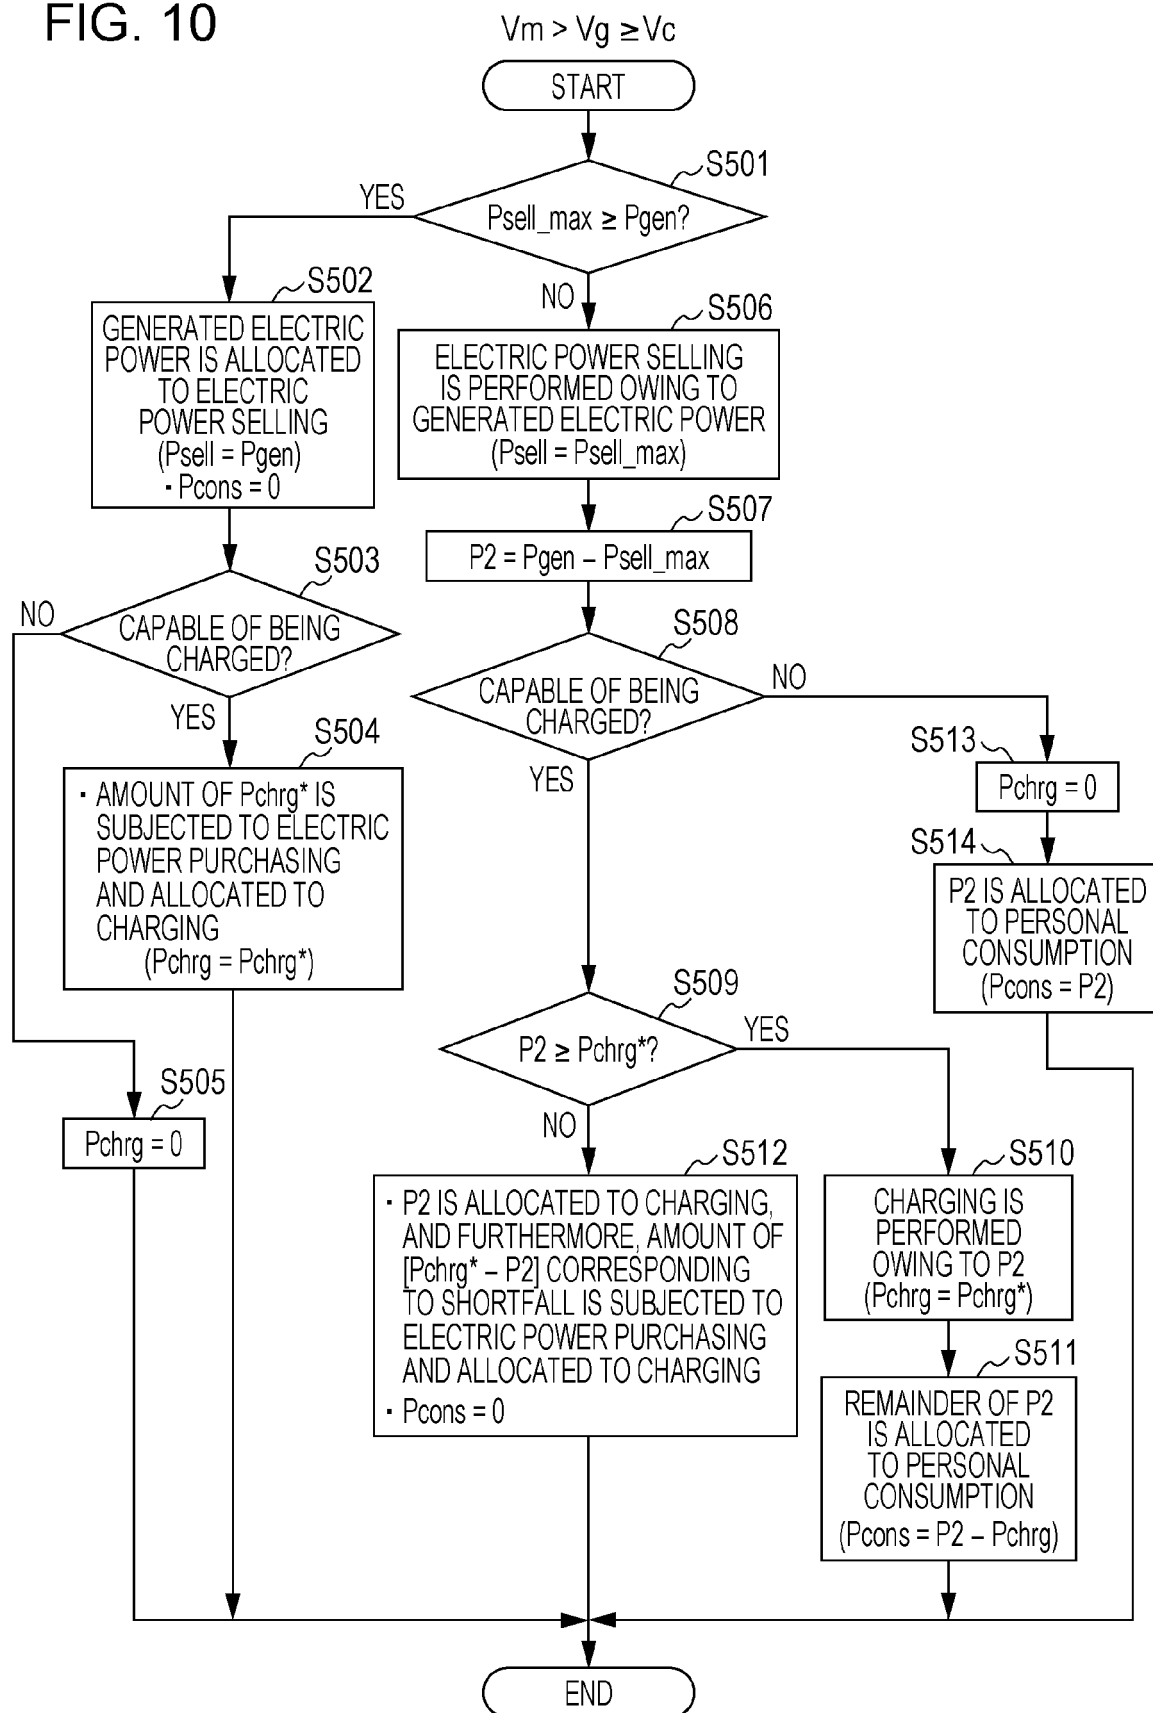 FIG. 10
Vm > Vg ≥ Vc
START
S501
Psell_max ≥ Pgen?
YES
NO
S502
GENERATED ELECTRIC
POWER IS ALLOCATED
TO ELECTRIC
POWER SELLING
(Psell = Pgen)
▪ Pcons = 0
S503
CAPABLE OF BEING
CHARGED?
NO
YES
S504
▪ AMOUNT OF Pchrg* IS
SUBJECTED TO ELECTRIC
POWER PURCHASING
AND ALLOCATED TO
CHARGING
(Pchrg = Pchrg*)
S505
Pchrg = 0
S506
ELECTRIC POWER SELLING
IS PERFORMED OWING TO
GENERATED ELECTRIC POWER
(Psell = Psell_max)
S507
P2 = Pgen – Psell_max
S508
CAPABLE OF BEING
CHARGED?
NO
YES
S513
Pchrg = 0
S514
P2 IS ALLOCATED
TO PERSONAL
CONSUMPTION
(Pcons = P2)
S509
P2 ≥ Pchrg*?
YES
NO
S512
▪ P2 IS ALLOCATED TO CHARGING,
AND FURTHERMORE, AMOUNT OF
[Pchrg* – P2] CORRESPONDING
TO SHORTFALL IS SUBJECTED TO
ELECTRIC POWER PURCHASING
AND ALLOCATED TO CHARGING
▪ Pcons = 0
S510
CHARGING IS
PERFORMED
OWING TO P2
(Pchrg = Pchrg*)
S511
REMAINDER OF P2
IS ALLOCATED
TO PERSONAL
CONSUMPTION
(Pcons = P2 – Pchrg)
END